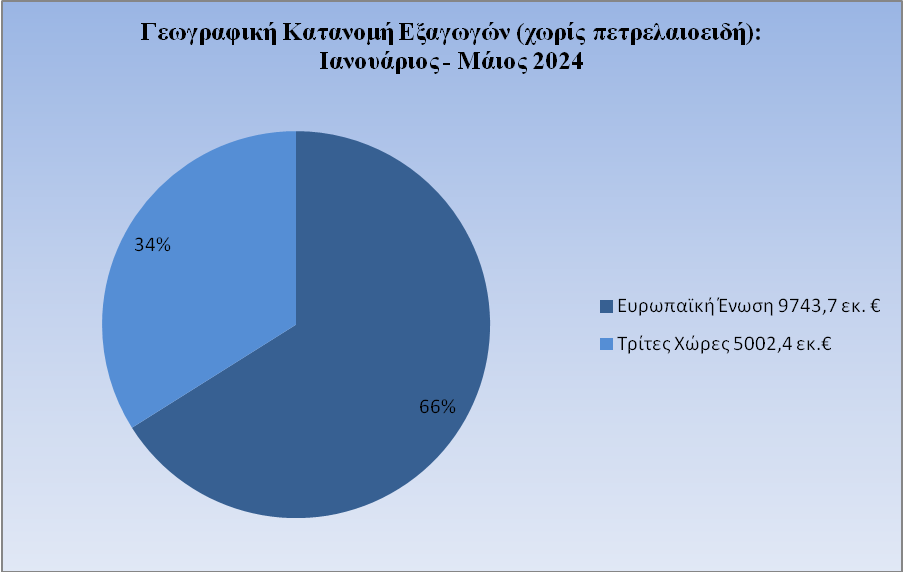 Γεωγραφική Κατανομή Εξαγωγών (χωρίς πετρελαιοειδή):
Ιανουάριος - Μάιος 2024
34%
66%
Ευρωπαϊκή Ένωση 9743,7 εκ. €
Τρίτες Χώρες 5002,4 εκ.€